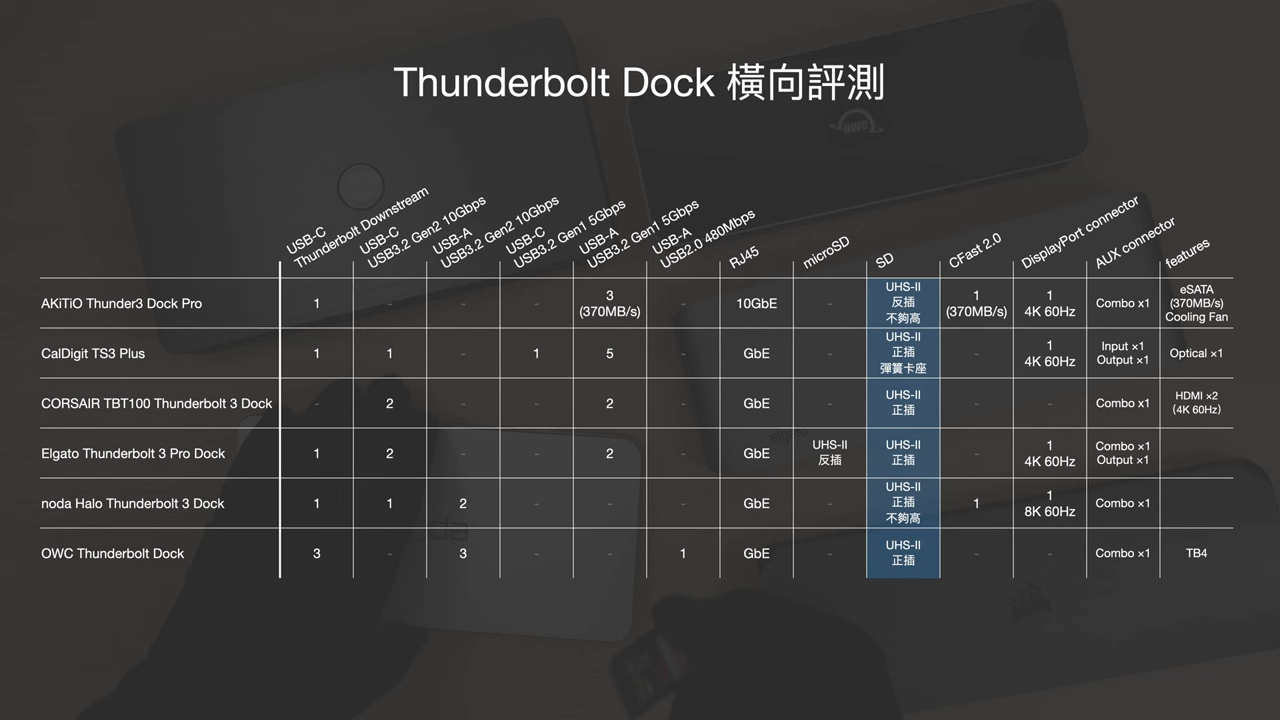 Thunderbolt Dock 橫向評測
USB-C
Thunderbolt Downstream
USB-C
USB3.2 Gen2 10Gbps
USB-A
USB3.2 Gen2 10Gbps
USB-C
USB3.2 Gen1 5Gbps
USB-A
USB3.2 Gen1 5Gbps
USB-A
USB2.0 480Mbps
RJ45
microSD
SD
CFast 2.0
DisplayPort connector
AUX connector
features
AKiTiO Thunder3 Dock Pro
1
-
-
-
3
(370MB/s)
-
10GbE
-
UHS-II
反插
不夠高
1
(370MB/s)
1
4K 60Hz
Combo x1
eSATA
(370MB/s)
Cooling Fan
CalDigit TS3 Plus
1
1
-
1
5
-
GbE
-
UHS-II
正插
彈簧卡座
-
1
4K 60Hz
Input ×1
Output ×1
Optical ×1
CORSAIR TBT100 Thunderbolt 3 Dock
-
2
-
-
2
-
GbE
-
UHS-II
正插
-
-
Combo x1
HDMI ×2
(4K 60Hz)
Elgato Thunderbolt 3 Pro Dock
1
2
-
-
2
-
GbE
UHS-II
反插
UHS-II
正插
-
1
4K 60Hz
Combo ×1
Output ×1
noda Halo Thunderbolt 3 Dock
1
1
2
-
-
-
GbE
-
UHS-II
正插
不夠高
1
1
8K 60Hz
Combo ×1
OWC Thunderbolt Dock
3
-
3
-
-
1
GbE
-
UHS-II
正插
-
-
Combo ×1
TB4
OWC
elgato